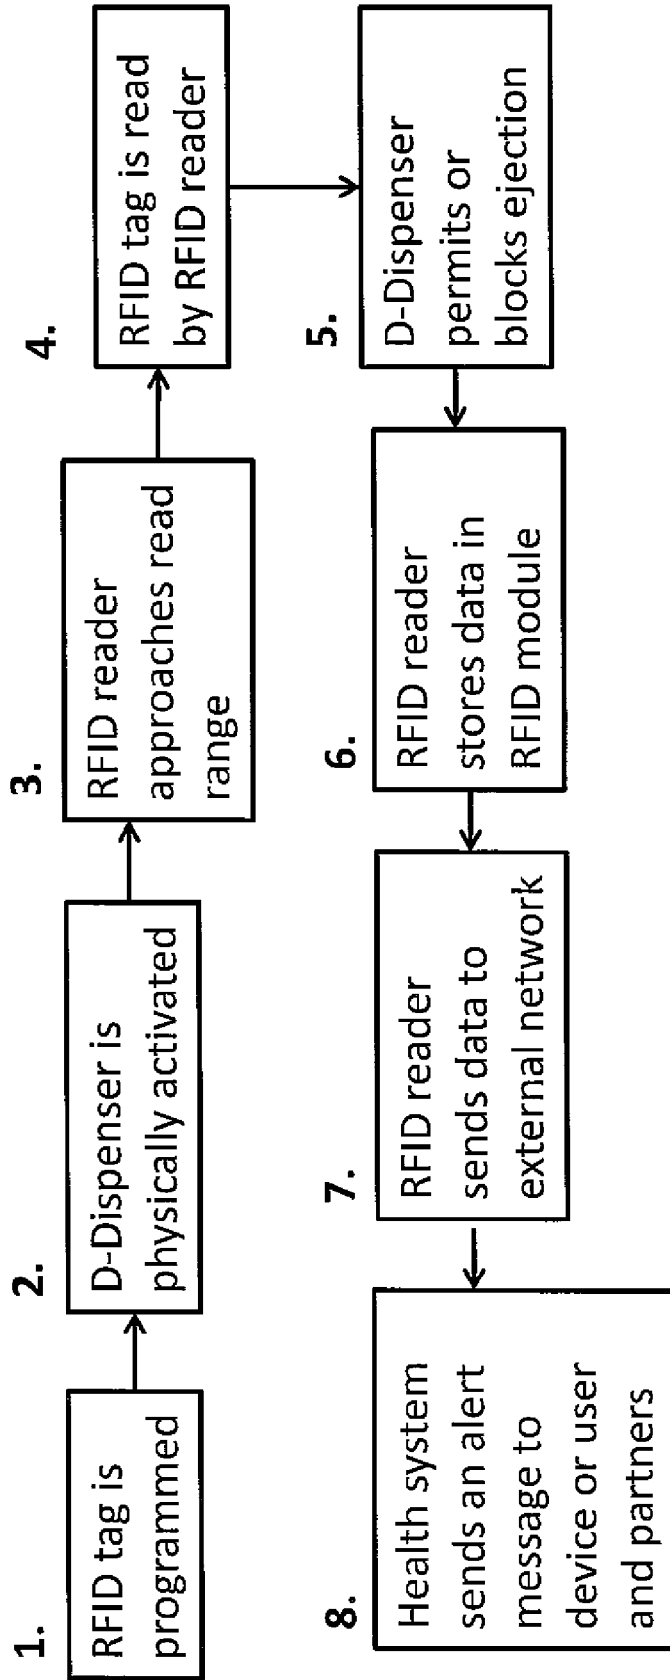 1.
RFID tag is
programmed
2.
D-Dispenser is
physically activated
3.
RFID reader
approaches read
range
4.
RFID tag is read
by RFID reader
5.
D-Dispenser
permits or
blocks ejection
6.
RFID reader
stores data in
RFID module
7.
RFID reader
sends data to
external network
8.
Health system
sends an alert
message to
device or user
and partners